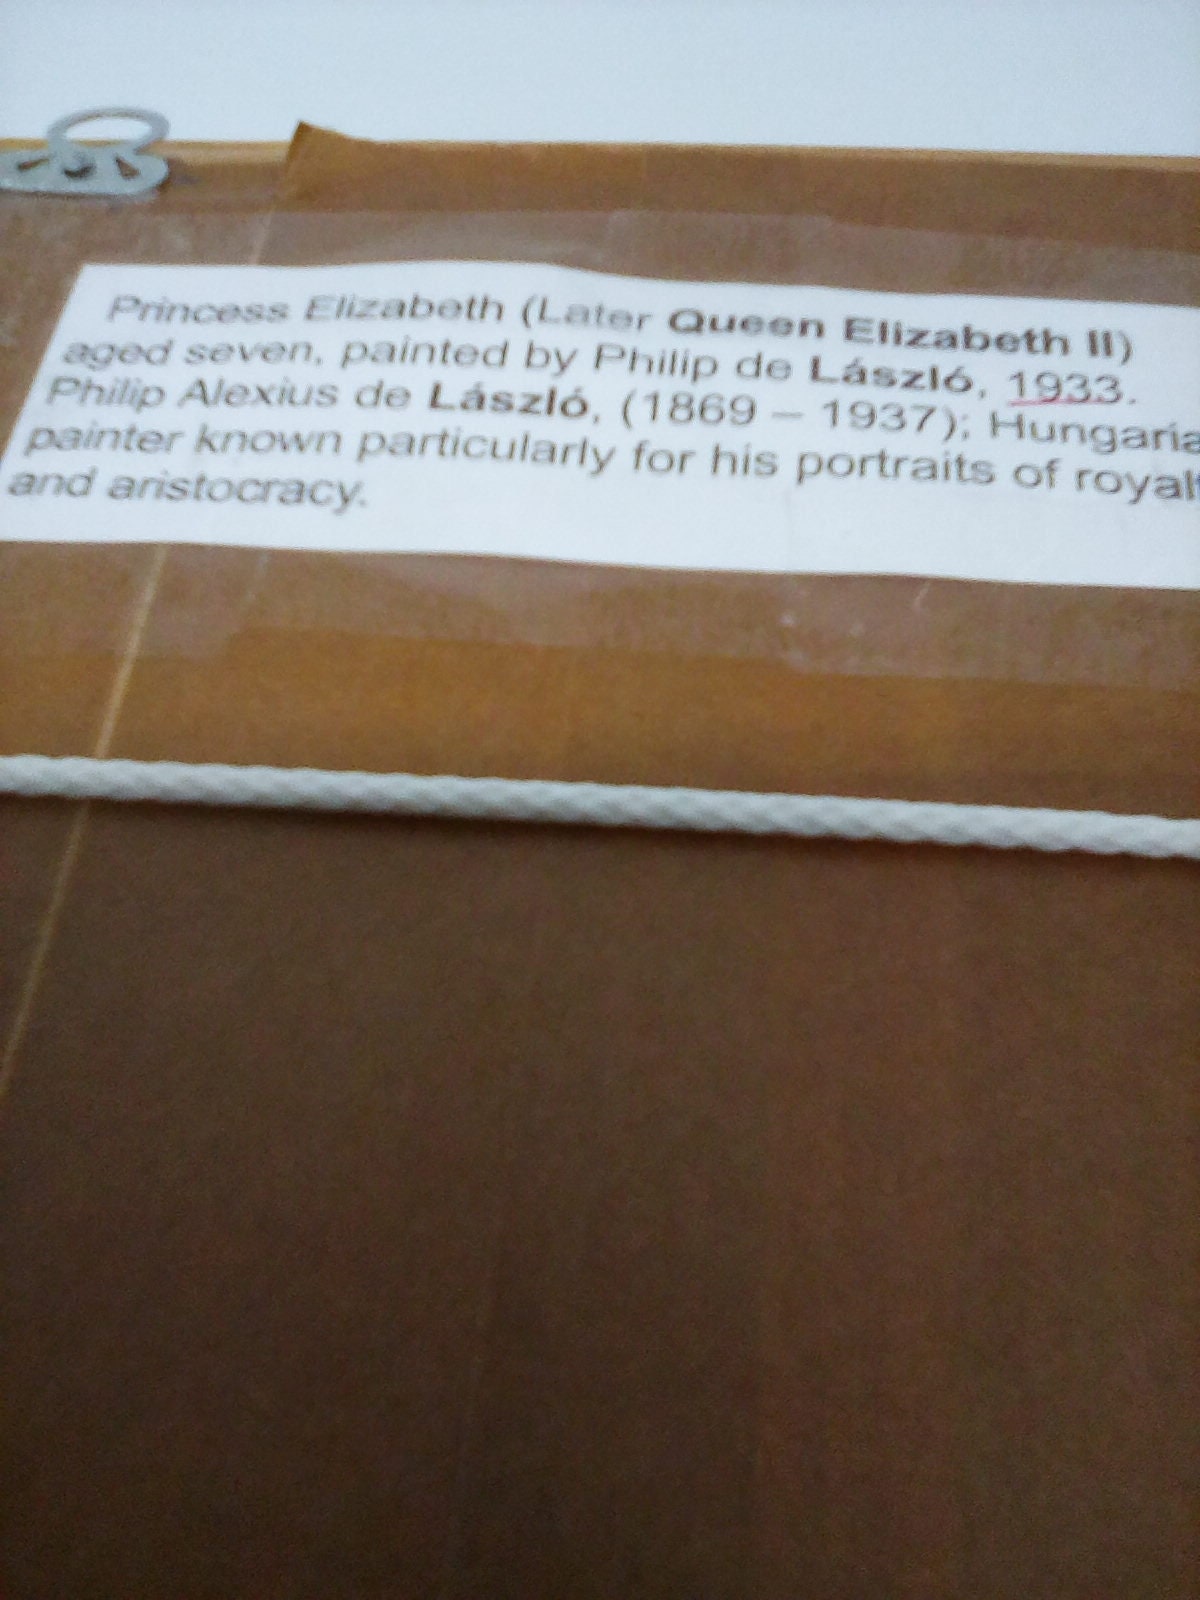 Princess Elizabeth (Later Queen Elizabeth II)
aged seven, painted by Philip de László, 1933.
Philip Alexius de László, (1869 – 1937); Hungaria
painter known particularly for his portraits of royalt
and aristocracy.